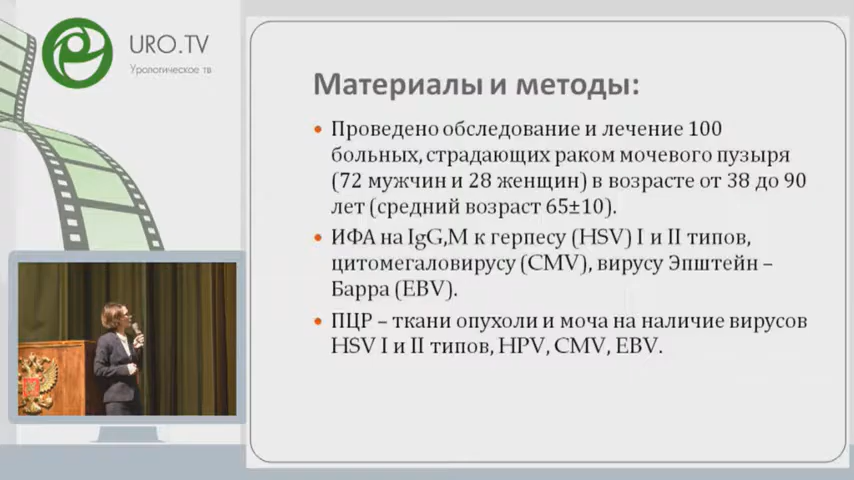 URO.TV
Урологическое тв
Материалы и методы:
• Проведено обследование и лечение 100
больных, страдающих раком мочевого пузыря
(72 мужчин и 28 женщин) в возрасте от 38 до 90
лет (средний возраст 65±10).
• ИФА на IgG,M к герпесу (HSV) I и II типов,
цитомегаловирусу (CMV), вирусу Эпштейн –
Барра (EBV).
• ПЦР – ткани опухоли и моча на наличие вирусов
HSV I и II типов, HPV, CMV, EBV.